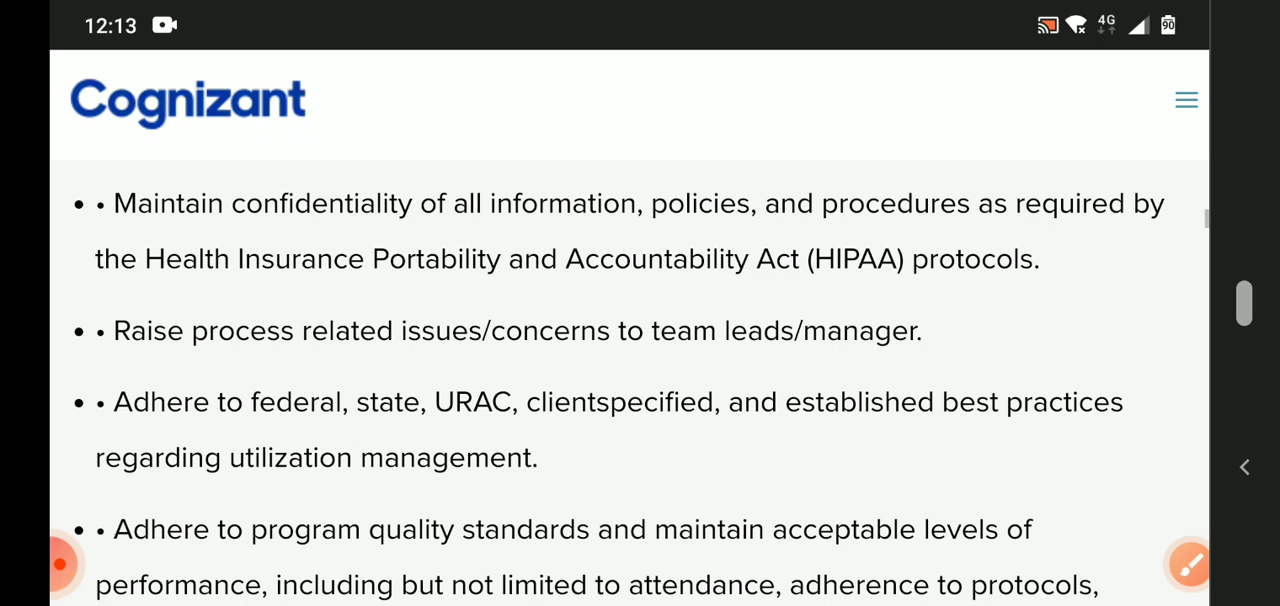 12:13
4G
90
Cognizant
• • Maintain confidentiality of all information, policies, and procedures as required by
the Health Insurance Portability and Accountability Act (HIPAA) protocols.
• • Raise process related issues/concerns to team leads/manager.
• • Adhere to federal, state, URAC, clientspecified, and established best practices
regarding utilization management.
• • Adhere to program quality standards and maintain acceptable levels of
performance, including but not limited to attendance, adherence to protocols,